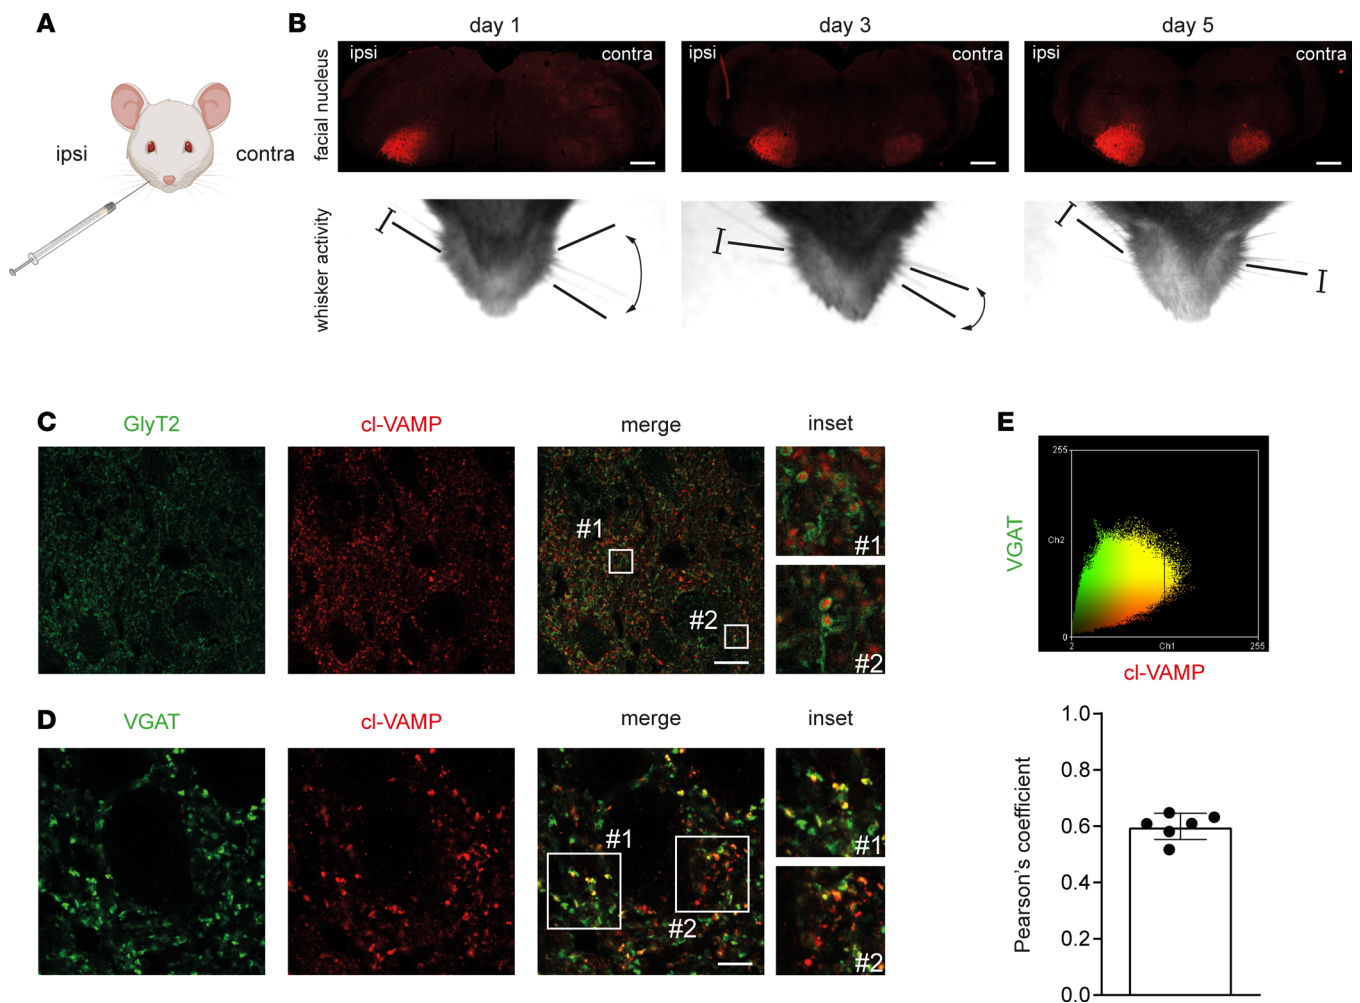 A
ipsi
contra
B
day 1
day 3
day 5
facial nucleus
ipsi
contra
ipsi
contra
ipsi
contra
whisker activity
C
GlyT2
cl-VAMP
merge
inset
#1
#2
#1
#2
D
VGAT
cl-VAMP
merge
inset
#1
#2
#1
#2
E
VGAT
255
Ch2
0
2
Ch1
255
cl-VAMP
Pearson's coefficient
1.0
0.8
0.6
0.4
0.2
0.0